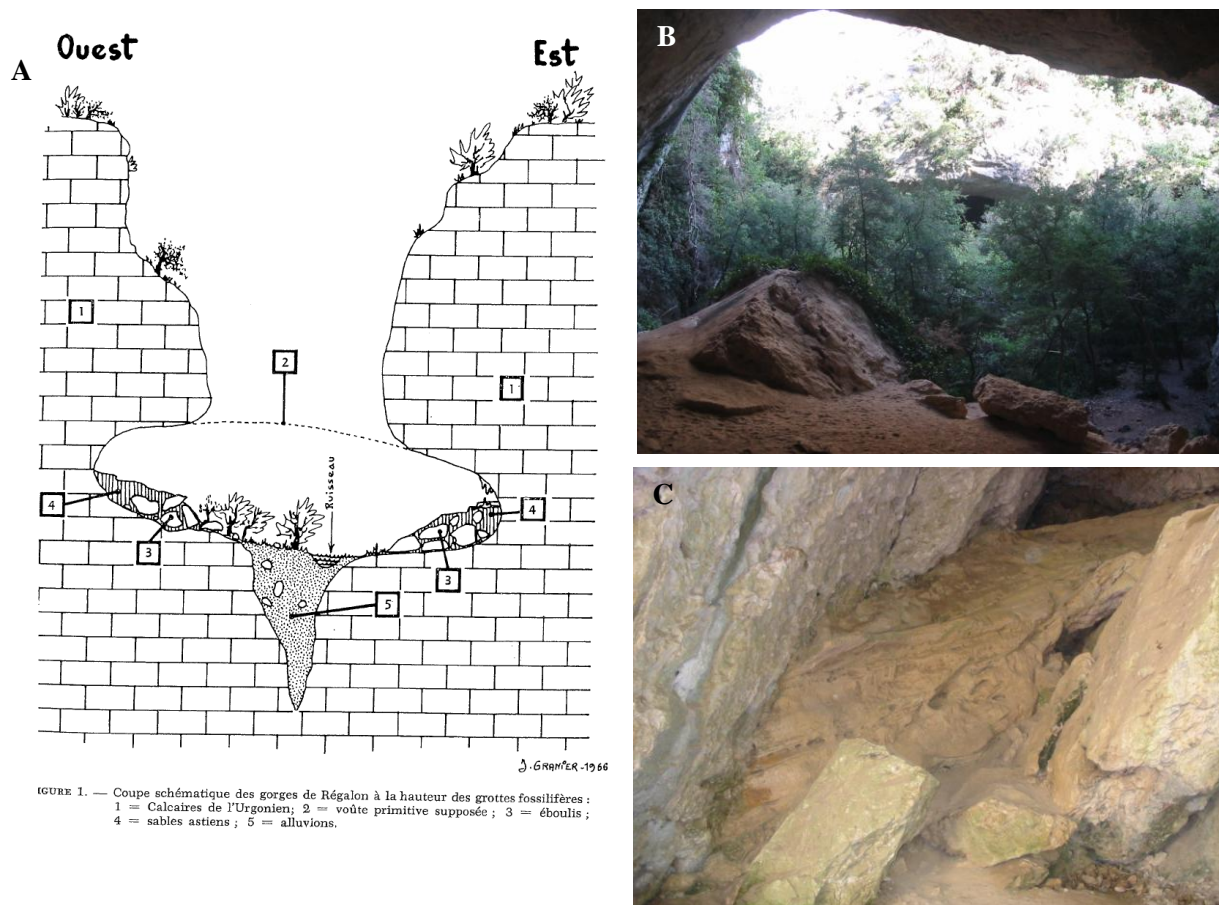 Ouest
Est
A
1
2
1
Ruisseau
4
4
3
3
5
J. GRANIER - 1966
IGURE 1. — Coupe schématique des gorges de Régalon à la hauteur des grottes fossilifères :
1 = Calcaires de l'Urgonien; 2 = voûte primitive supposée ; 3 = éboulis ;
4 = sables astiens ; 5 = alluvions.
B
C